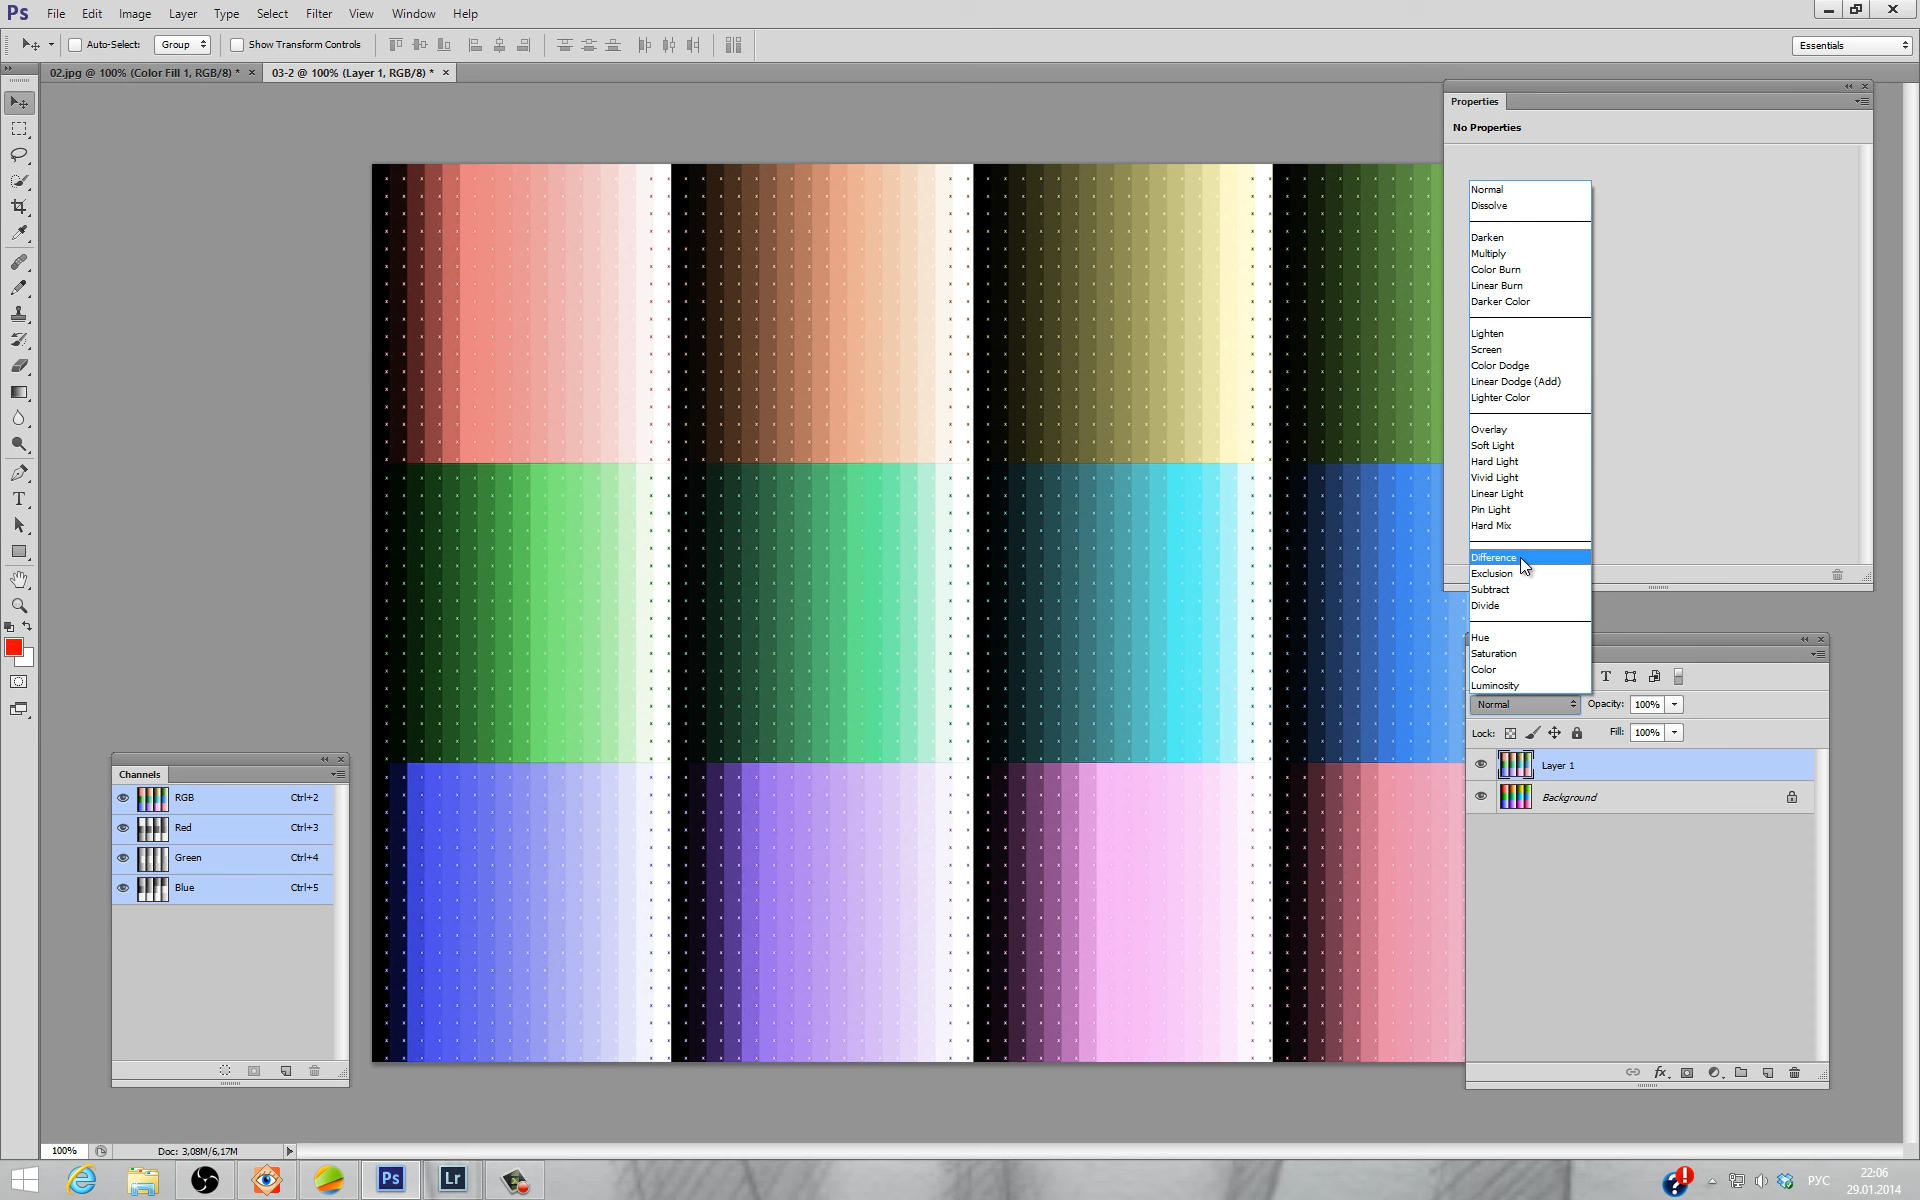 Ps File Edit Image Layer Type Select Filter View Window Help
Auto-Select: Group Show Transform Controls Essentials
02.jpg @ 100% (Color Fill 1, RGB/8) * × 03-2 @ 100% (Layer 1, RGB/8) * ×
Properties
No Properties
Normal
Dissolve
Darken
Multiply
Color Burn
Linear Burn
Darker Color
Lighten
Screen
Color Dodge
Linear Dodge (Add)
Lighter Color
Overlay
Soft Light
Hard Light
Vivid Light
Linear Light
Pin Light
Hard Mix
Difference
Exclusion
Subtract
Divide
Hue
Saturation
Color
Luminosity
Normal Opacity: 100%
Lock: Fill: 100%
Layer 1
Background
Channels
RGB Ctrl+2
Red Ctrl+3
Green Ctrl+4
Blue Ctrl+5
fx
100% Doc: 3,08M/6,17M
Ps Lr
РУС
22:06
29.01.2014